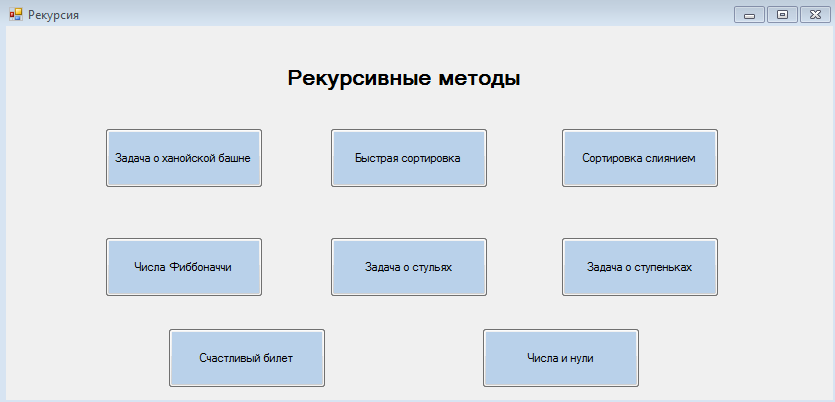 Рекурсия
Рекурсивные методы
Задача о ханойской башне
Быстрая сортировка
Сортировка слиянием
Числа Фиббоначчи
Задача о стульях
Задача о ступеньках
Счастливый билет
Числа и нули